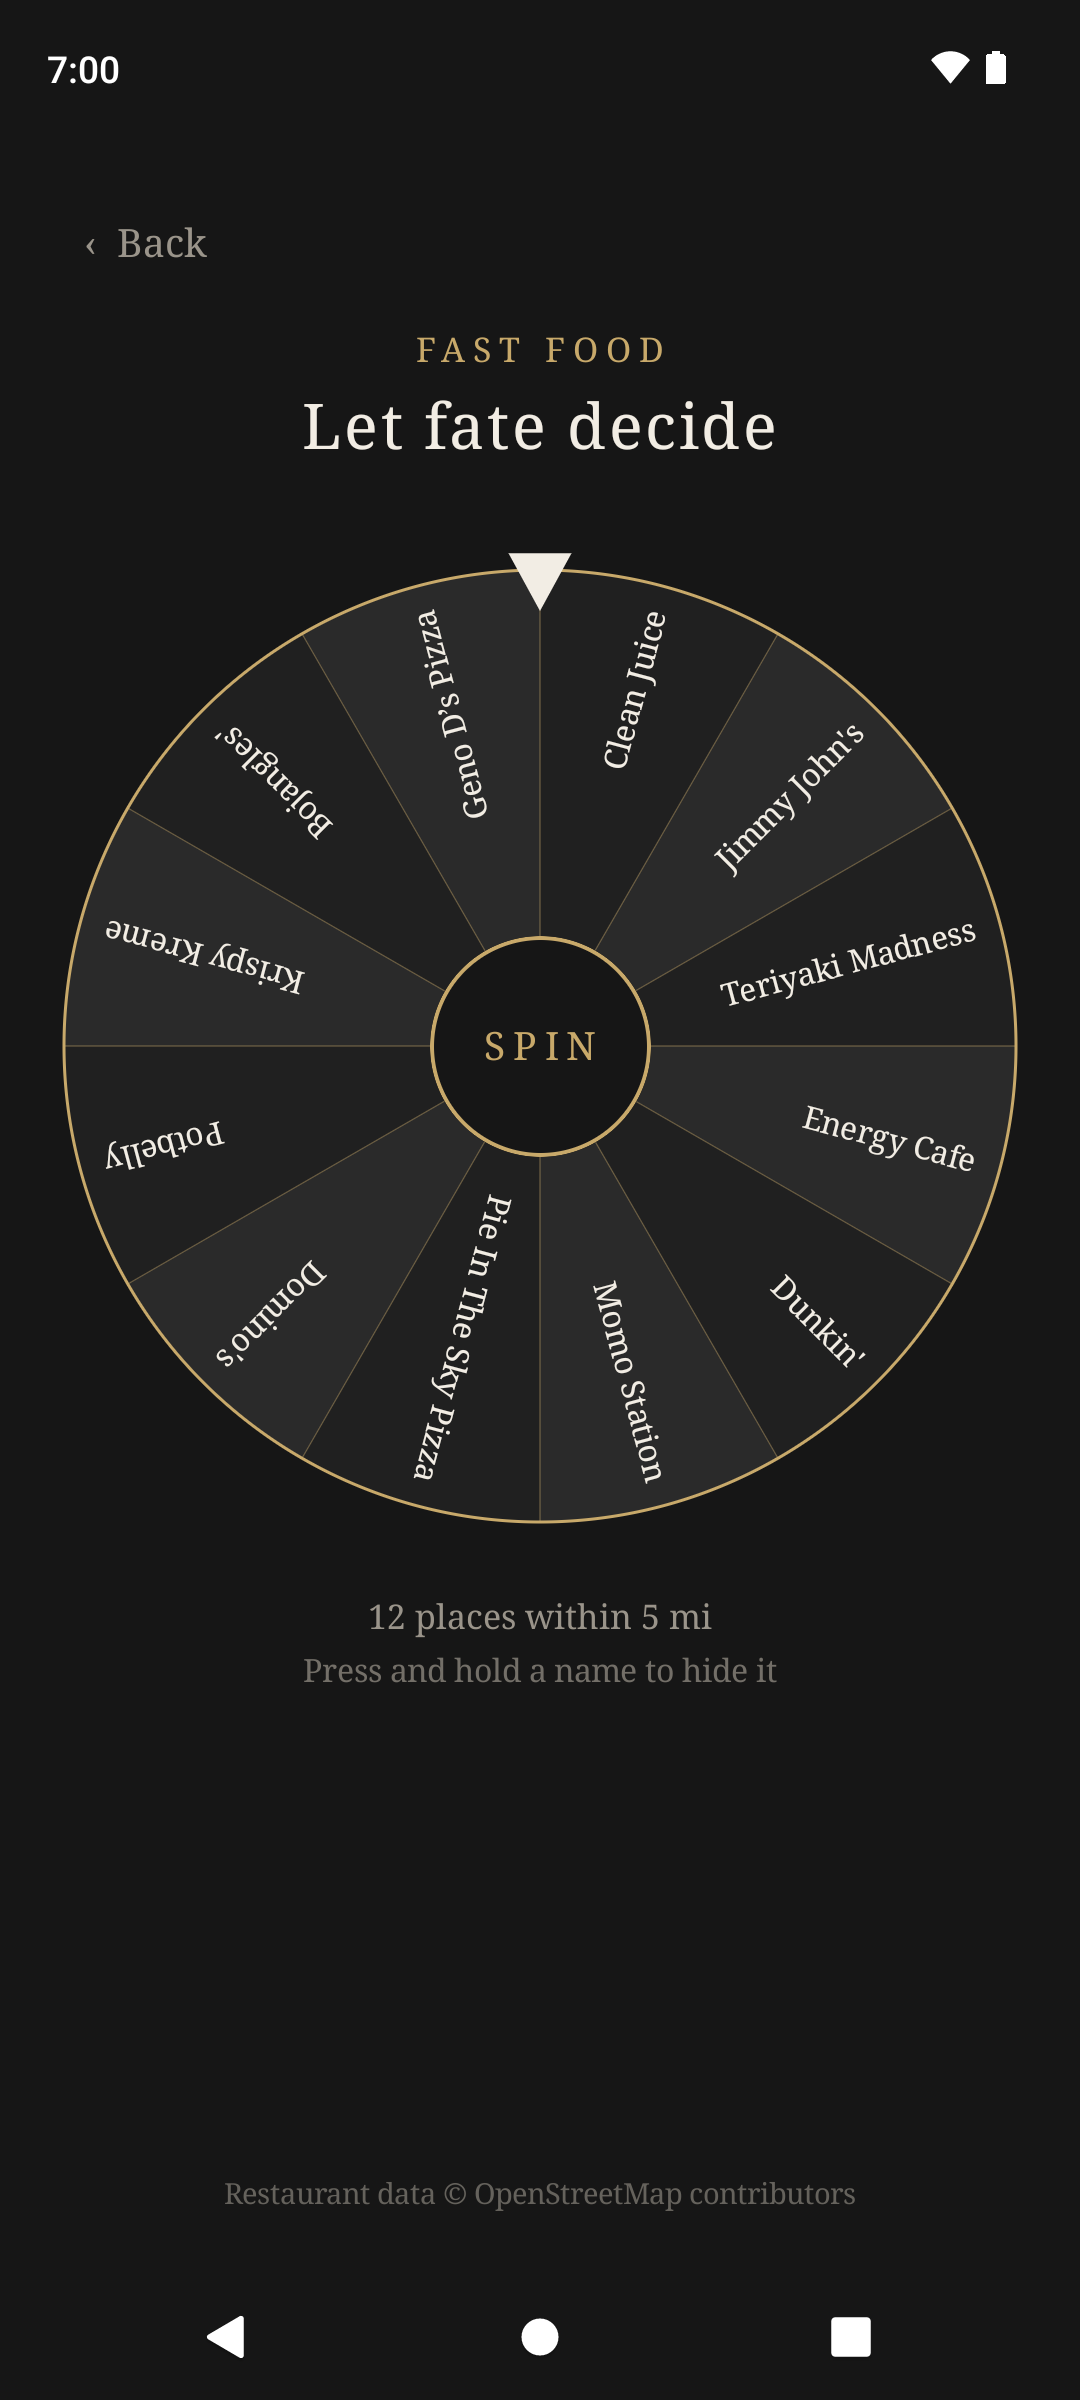 7:00
‹ Back
FAST FOOD
Let fate decide
Clean Juice
Jimmy John's
Teriyaki Madness
Energy Cafe
Dunkin'
Momo Station
Pie In The Sky Pizza
Domino's
Potbelly
Krispy Kreme
Bojangles'
Geno D's Pizza
SPIN
12 places within 5 mi
Press and hold a name to hide it
Restaurant data © OpenStreetMap contributors